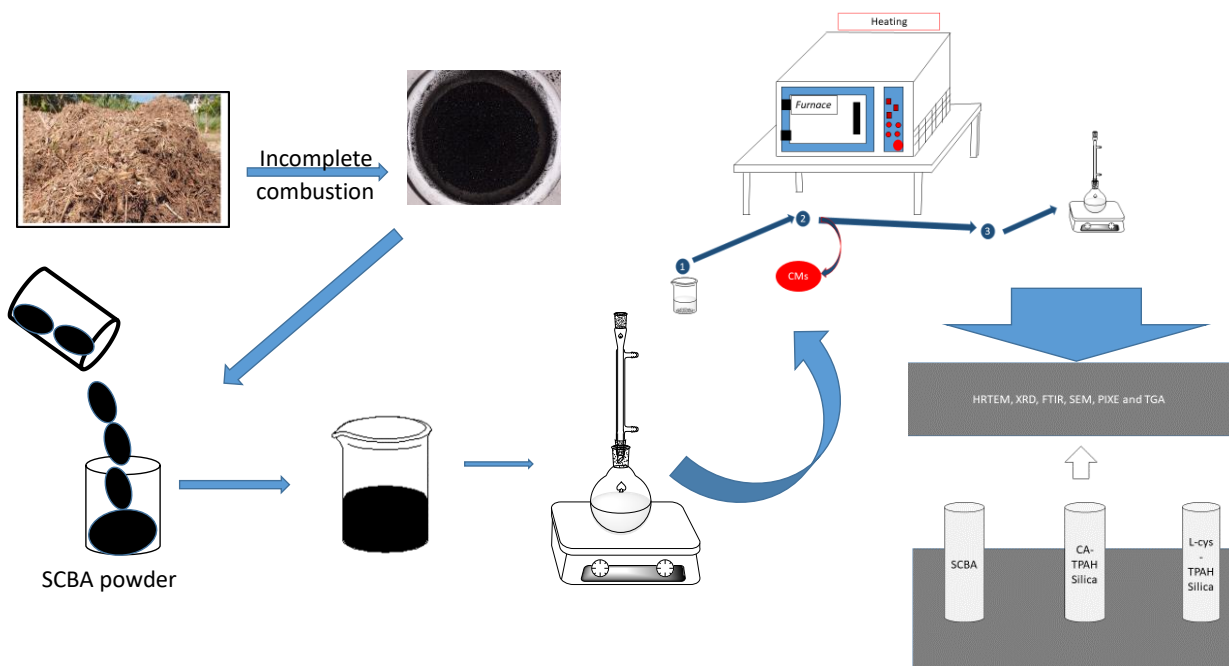 Heating
Furnace
Incomplete
combustion
1
2
3
CMs
SCBA powder
HRTEM, XRD, FTIR, SEM, PIXE and TGA
SCBA
CA-
TPAH
Silica
L-cys
-
TPAH
Silica